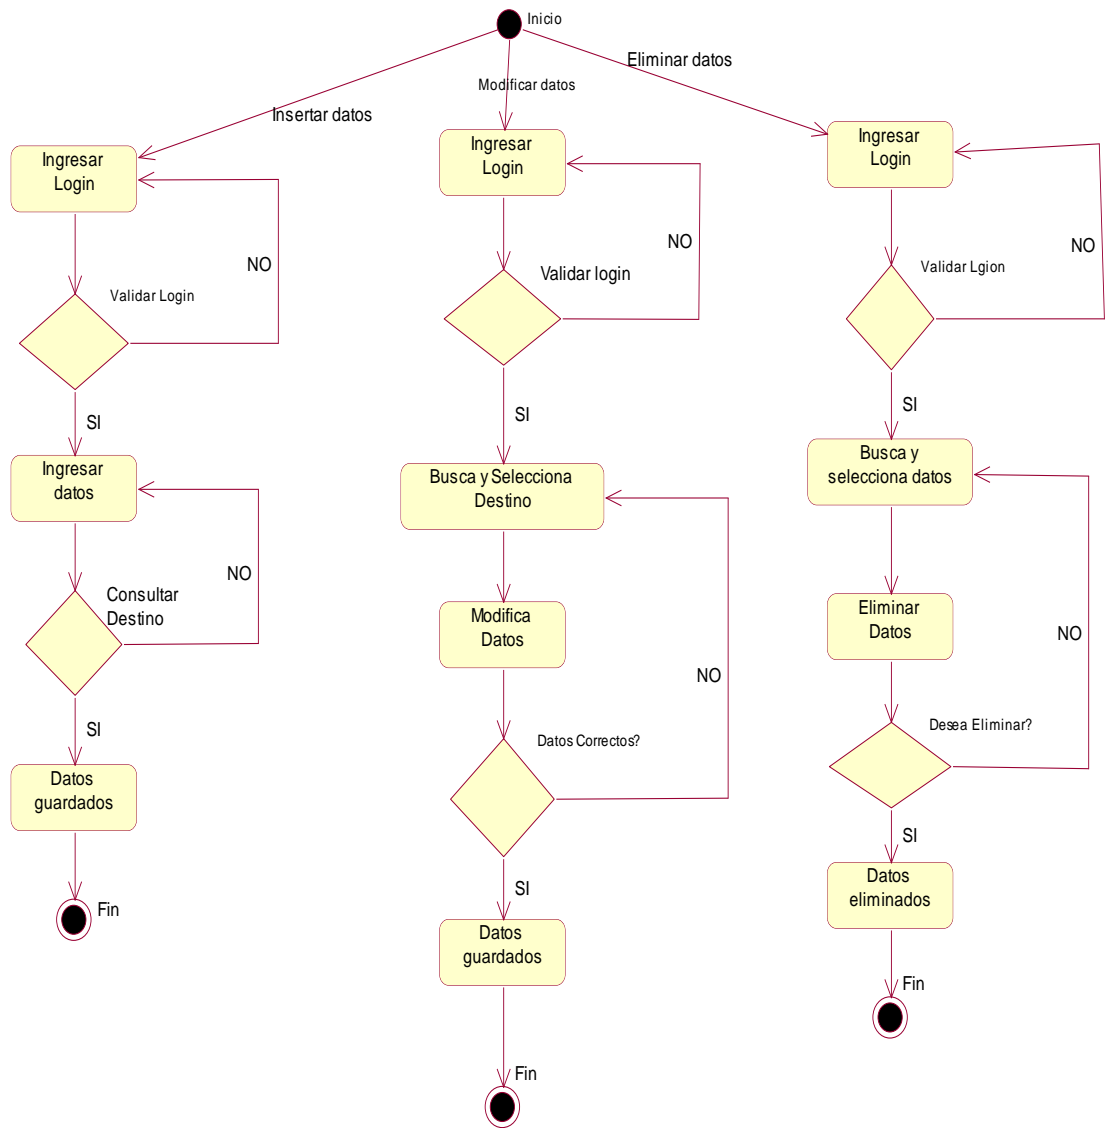 Inicio
Insertar datos
Modificar datos
Eliminar datos
Ingresar
Login
NO
Validar Login
SI
Ingresar
datos
NO
Consultar
Destino
SI
Datos
guardados
Fin
Ingresar
Login
NO
Validar login
SI
Busca y Selecciona
Destino
Modifica
Datos
NO
Datos Correctos?
SI
Datos
guardados
Fin
Ingresar
Login
NO
Validar Lgion
SI
Busca y
selecciona datos
Eliminar
Datos
NO
Desea Eliminar?
SI
Datos
eliminados
Fin